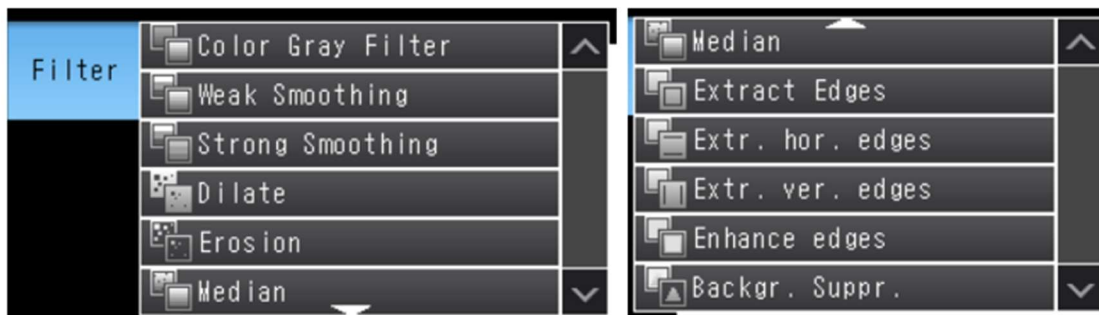 Filter
Color Gray Filter
Weak Smoothing
Strong Smoothing
Dilate
Erosion
Median
Median
Extract Edges
Extr. hor. edges
Extr. ver. edges
Enhance edges
Backgr. Suppr.